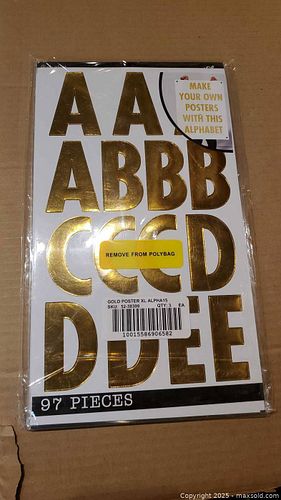 MAKE
YOUR OWN
POSTERS
WITH THIS
ALPHABET
A A A
A B B B
C C C D
D D E E
REMOVE FROM POLYBAG
GOLD POSTER XL ALPHA15
SKU: 52-38309 QTY: 3 EA
10015586906582
97 PIECES
Copyright © 2025 - maxsold.com